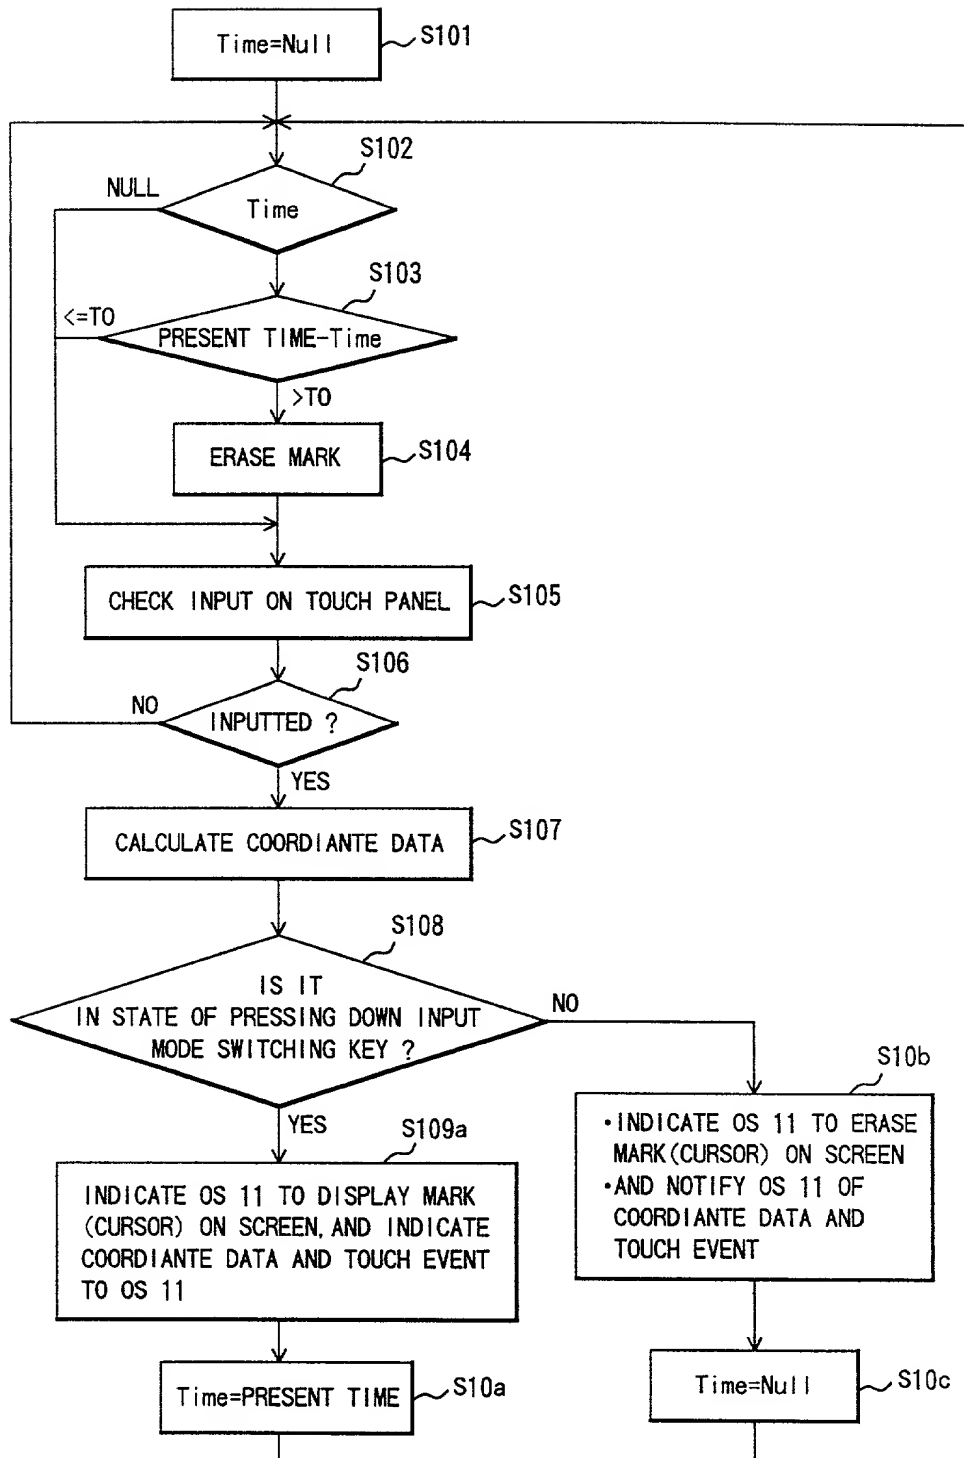 Time=Null
S101
S102
NULL
Time
S103
<=TO
PRESENT TIME-Time
>TO
ERASE MARK
S104
CHECK INPUT ON TOUCH PANEL
S105
S106
NO
INPUTTED ?
YES
CALCULATE COORDIANTE DATA
S107
S108
IS IT
IN STATE OF PRESSING DOWN INPUT
MODE SWITCHING KEY ?
NO
YES
S109a
INDICATE OS 11 TO DISPLAY MARK
(CURSOR) ON SCREEN, AND INDICATE
COORDIANTE DATA AND TOUCH EVENT
TO OS 11
S10b
・INDICATE OS 11 TO ERASE
MARK(CURSOR) ON SCREEN
・AND NOTIFY OS 11 OF
COORDIANTE DATA AND
TOUCH EVENT
Time=PRESENT TIME
S10a
Time=Null
S10c